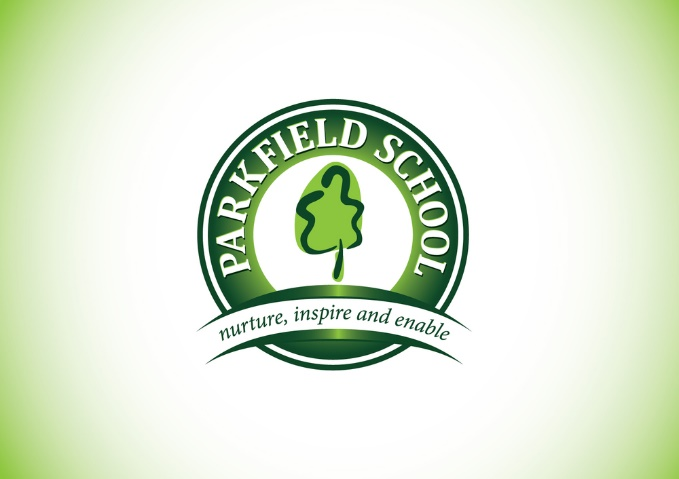 PARKFIELD SCHOOL
nurture, inspire and enable